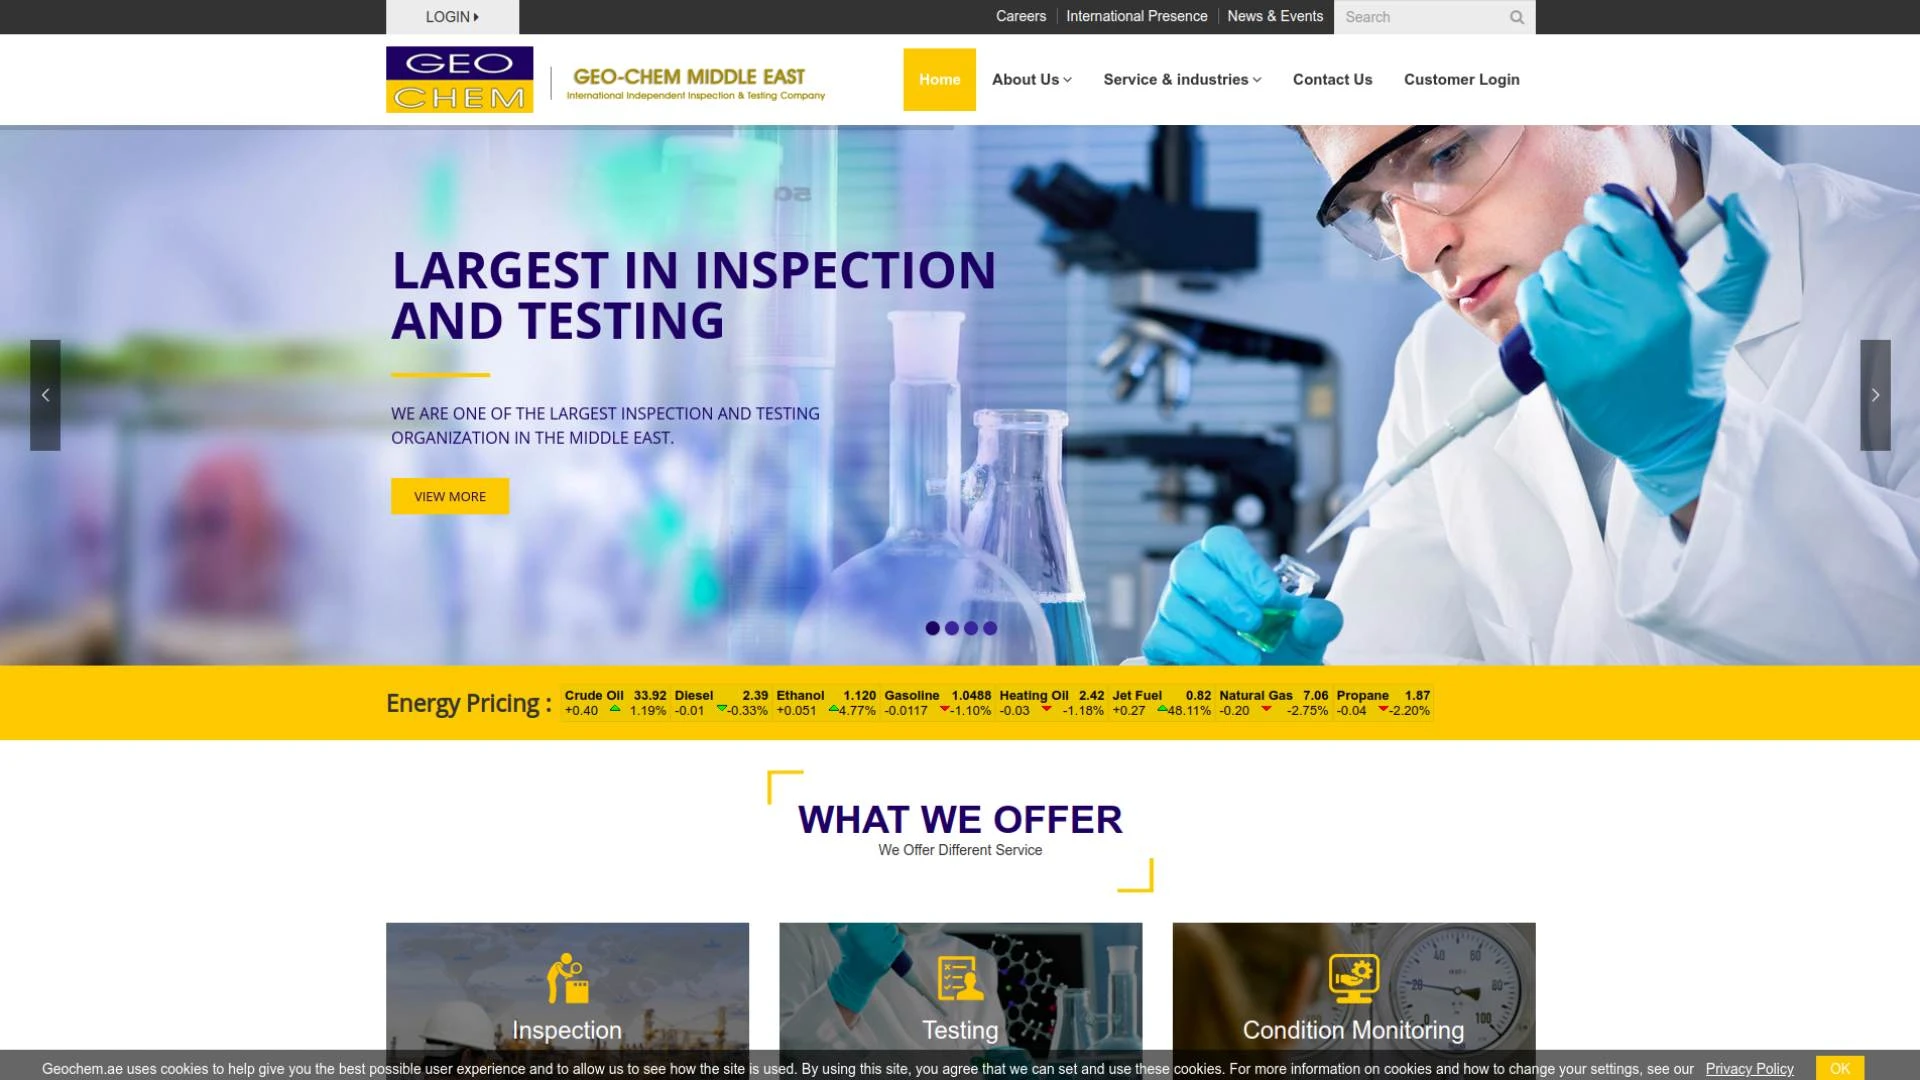 LOGIN
Careers
International Presence
News & Events
Search
GEO
CHEM
GEO-CHEM MIDDLE EAST
International Independent Inspection & Testing Company
Home
About Us
Service & industries
Contact Us
Customer Login
50
LARGEST IN INSPECTION
AND TESTING
WE ARE ONE OF THE LARGEST INSPECTION AND TESTING
ORGANIZATION IN THE MIDDLE EAST.
VIEW MORE
Energy Pricing :
Crude Oil 33.92 Diesel 2.39 Ethanol 1.120 Gasoline 1.0488 Heating Oil 2.42 Jet Fuel 0.82 Natural Gas 7.06 Propane 1.87
+0.40 1.19% -0.01 -0.33% +0.051 4.77% -0.0117 -1.10% -0.03 -1.18% +0.27 48.11% -0.20 -2.75% -0.04 -2.20%
WHAT WE OFFER
We Offer Different Service
Inspection
Testing
40 60
20 80
100
Condition Monitoring
Geochem.ae uses cookies to help give you the best possible user experience and to allow us to see how the site is used. By using this site, you agree that we can set and use these cookies. For more information on cookies and how to change your settings, see our Privacy Policy OK